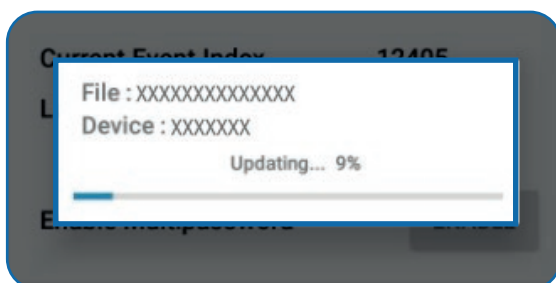 Current Event Index 12405
File : XXXXXXXXXXXXXX
Device : XXXXXXX
Updating... 9%
Enable Multipassword